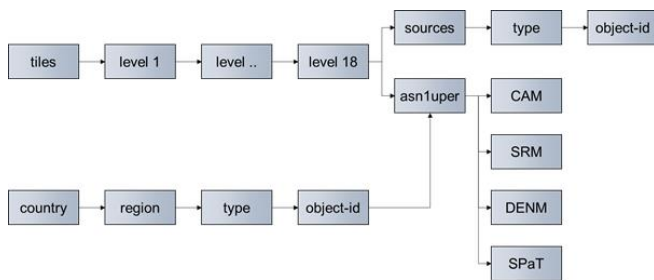 sources
type
object-id
tiles
level 1
level ..
level 18
asn1uper
CAM
SRM
country
region
type
object-id
DENM
SPaT